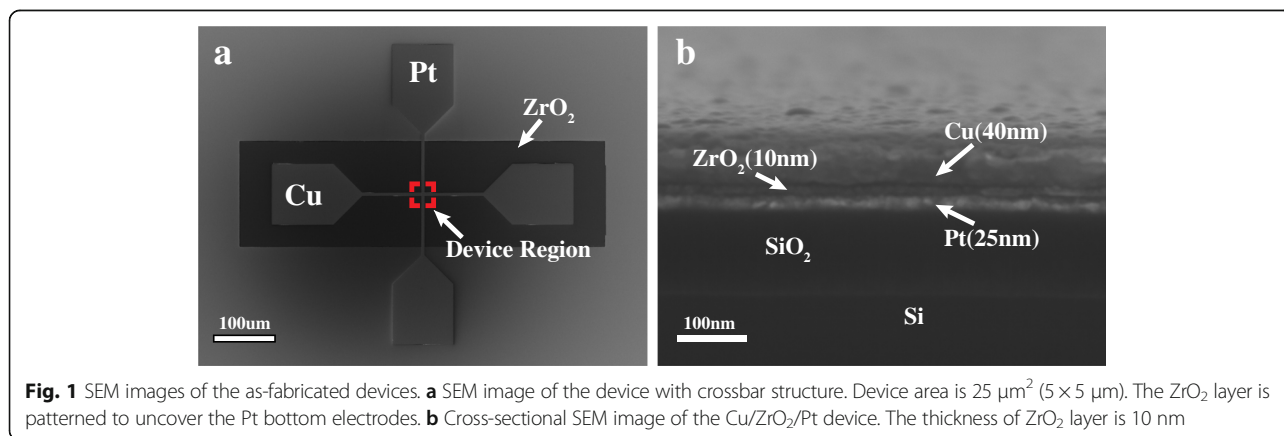 a
Pt
ZrO₂
Cu
Device Region
100um
b
Cu(40nm)
ZrO₂(10nm)
Pt(25nm)
SiO₂
Si
100nm
Fig. 1 SEM images of the as-fabricated devices. a SEM image of the device with crossbar structure. Device area is 25 μm² (5 × 5 μm). The ZrO₂ layer is
patterned to uncover the Pt bottom electrodes. b Cross-sectional SEM image of the Cu/ZrO₂/Pt device. The thickness of ZrO₂ layer is 10 nm